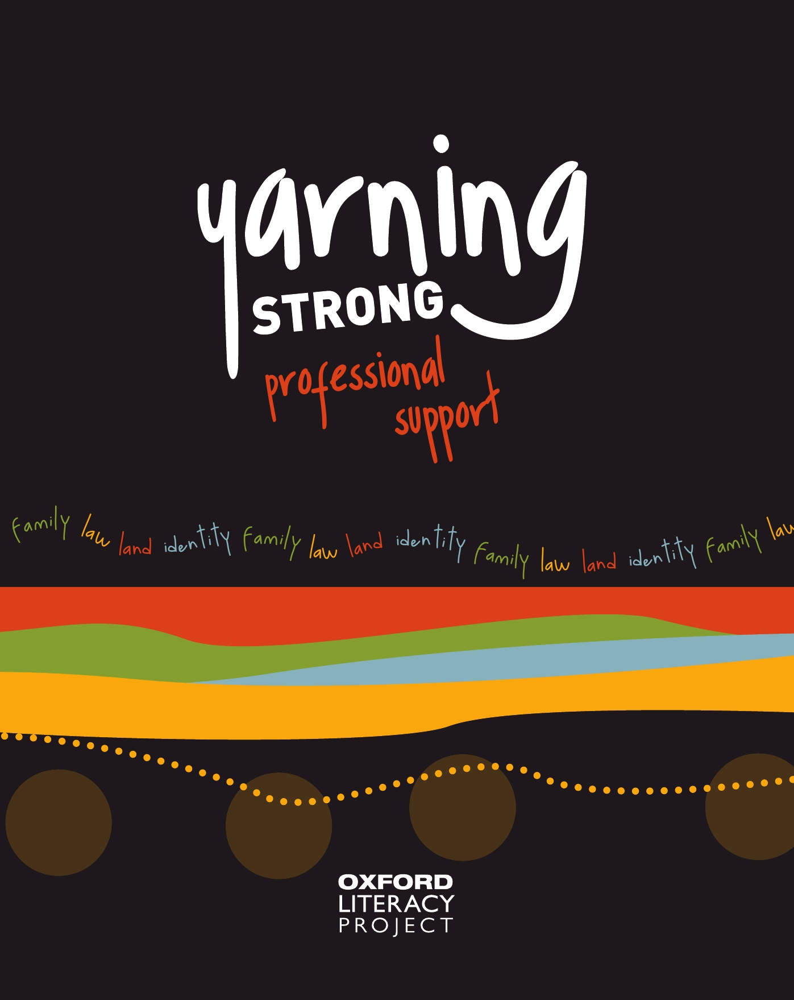 yarning
STRONG
professional
support
Family law land identity Family law land identity Family law land identity Family law
OXFORD
LITERACY
PROJECT